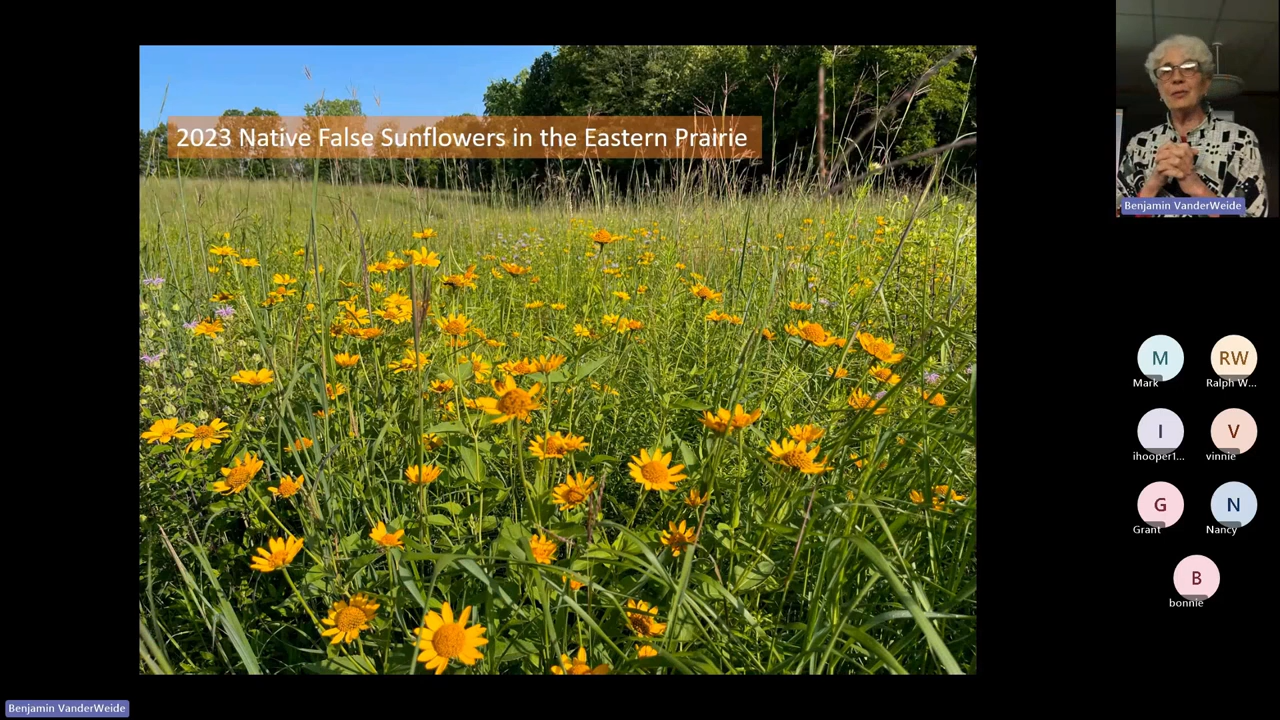 2023 Native False Sunflowers in the Eastern Prairie
Benjamin VanderWeide
M
RW
Mark
Ralph W...
I
V
ihooper1...
vinnie
G
N
Grant
Nancy
B
bonnie
Benjamin VanderWeide